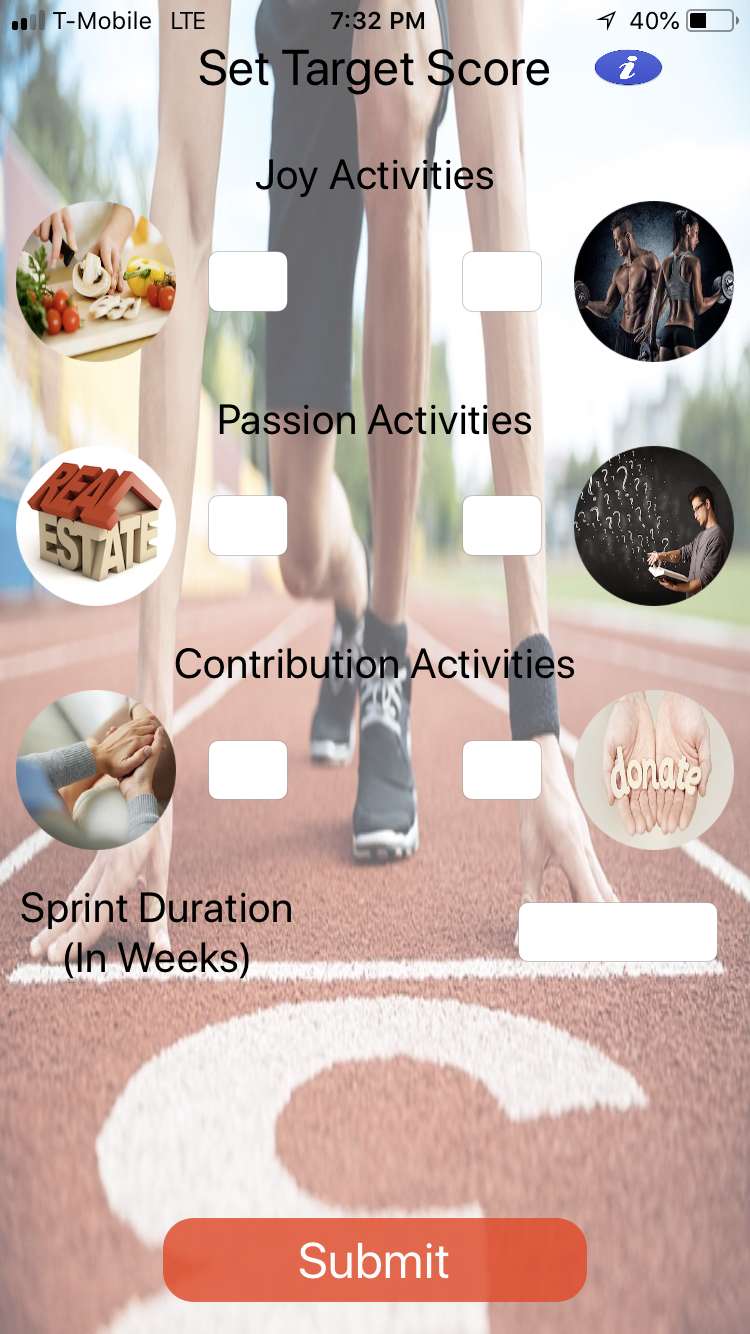 T-Mobile LTE 7:32 PM 40%
Set Target Score i
Joy Activities
Passion Activities
REAL
ESTATE
Contribution Activities
donate
Sprint Duration
(In Weeks)
Submit